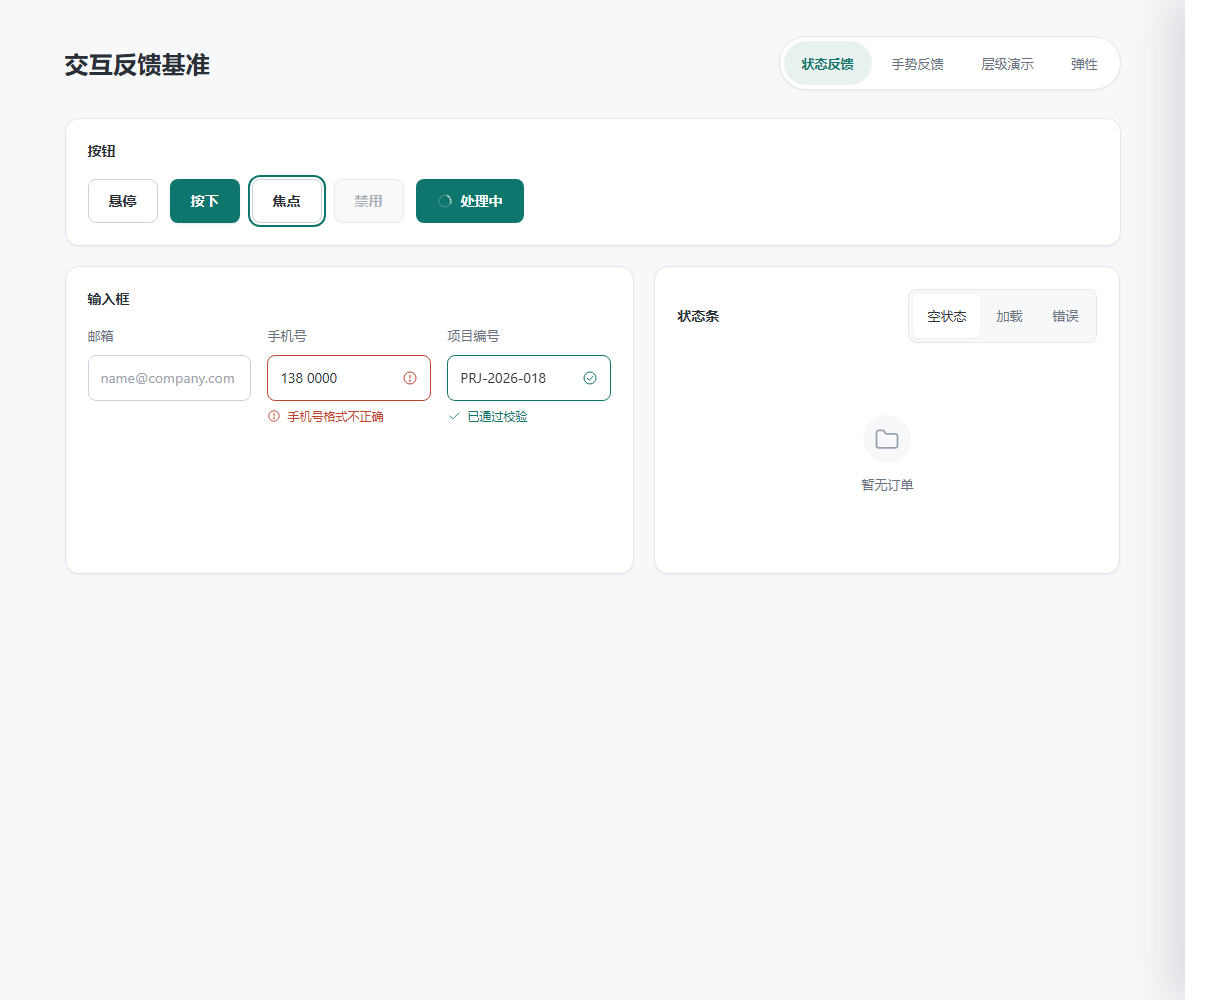 交互反馈基准
状态反馈 手势反馈 层级演示 弹性
按钮
悬停 按下 焦点 禁用 处理中
输入框
邮箱 手机号 项目编号
name@company.com 138 0000 PRJ-2026-018
手机号格式不正确 已通过校验
状态条
空状态 加载 错误
暂无订单